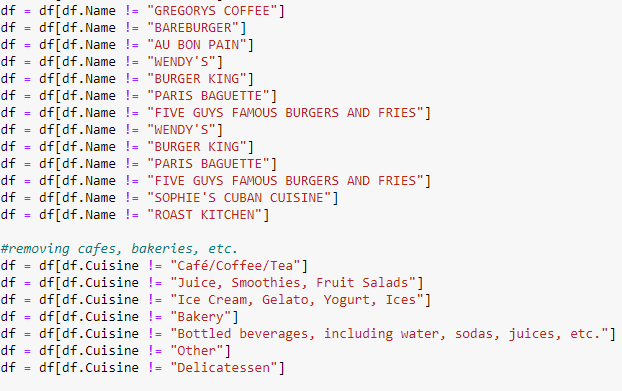 df = df[df.Name != "GREGORYS COFFEE"]
df = df[df.Name != "BAREBURGER"]
df = df[df.Name != "AU BON PAIN"]
df = df[df.Name != "WENDY'S"]
df = df[df.Name != "BURGER KING"]
df = df[df.Name != "PARIS BAGUETTE"]
df = df[df.Name != "FIVE GUYS FAMOUS BURGERS AND FRIES"]
df = df[df.Name != "WENDY'S"]
df = df[df.Name != "BURGER KING"]
df = df[df.Name != "PARIS BAGUETTE"]
df = df[df.Name != "FIVE GUYS FAMOUS BURGERS AND FRIES"]
df = df[df.Name != "SOPHIE'S CUBAN CUISINE"]
df = df[df.Name != "ROAST KITCHEN"]
#removing cafes, bakeries, etc.
df = df[df.Cuisine != "Café/Coffee/Tea"]
df = df[df.Cuisine != "Juice, Smoothies, Fruit Salads"]
df = df[df.Cuisine != "Ice Cream, Gelato, Yogurt, Ices"]
df = df[df.Cuisine != "Bakery"]
df = df[df.Cuisine != "Bottled beverages, including water, sodas, juices, etc."]
df = df[df.Cuisine != "Other"]
df = df[df.Cuisine != "Delicatessen"]